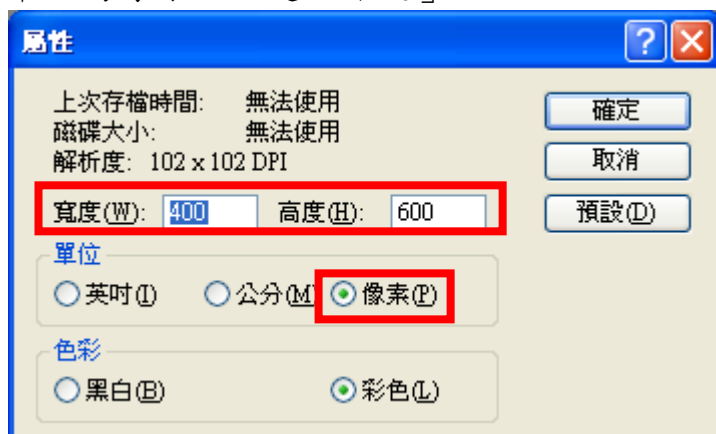 屬性
上次存檔時間: 無法使用
磁碟大小: 無法使用
解析度: 102 x 102 DPI
確定
取消
預設(D)
寬度(W): 400 高度(H): 600
單位
英吋(I) 公分(M) 像素(P)
色彩
黑白(B) 彩色(L)